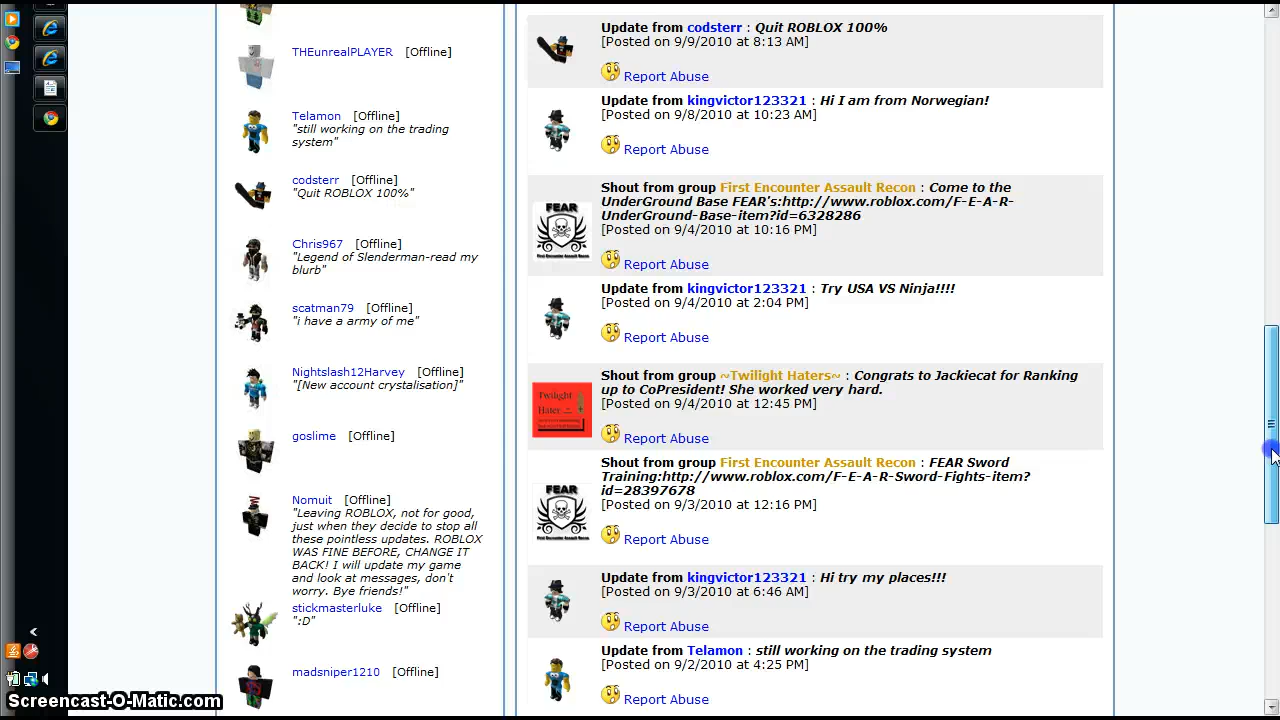 THEunrealPLAYER [Offline]
Telamon [Offline]
"still working on the trading
system"
codsterr [Offline]
"Quit ROBLOX 100%"
Chris967 [Offline]
"Legend of Slenderman-read my
blurb"
scatman79 [Offline]
"i have a army of me"
Nightslash12Harvey [Offline]
"[New account crystalisation]"
goslime [Offline]
Nomuit [Offline]
"Leaving ROBLOX, not for good,
just when they decide to stop all
these pointless updates. ROBLOX
WAS FINE BEFORE, CHANGE IT
BACK! I will update my game
and look at messages, don't
worry. Bye friends!"
stickmasterluke [Offline]
":D"
madsniper1210 [Offline]
Update from codsterr : Quit ROBLOX 100%
[Posted on 9/9/2010 at 8:13 AM]
Report Abuse
Update from kingvictor123321 : Hi I am from Norwegian!
[Posted on 9/8/2010 at 10:23 AM]
Report Abuse
FEAR
First Encounter Assault Recon
Shout from group First Encounter Assault Recon : Come to the
UnderGround Base FEAR's:http://www.roblox.com/F-E-A-R-
UnderGround-Base-item?id=6328286
[Posted on 9/4/2010 at 10:16 PM]
Report Abuse
Update from kingvictor123321 : Try USA VS Ninja!!!!
[Posted on 9/4/2010 at 2:04 PM]
Report Abuse
Twilight
Hater
Shout from group ~Twilight Haters~ : Congrats to Jackiecat for Ranking
up to CoPresident! She worked very hard.
[Posted on 9/4/2010 at 12:45 PM]
Report Abuse
FEAR
First Encounter Assault Recon
Shout from group First Encounter Assault Recon : FEAR Sword
Training:http://www.roblox.com/F-E-A-R-Sword-Fights-item?
id=28397678
[Posted on 9/3/2010 at 12:16 PM]
Report Abuse
Update from kingvictor123321 : Hi try my places!!!
[Posted on 9/3/2010 at 6:46 AM]
Report Abuse
Update from Telamon : still working on the trading system
[Posted on 9/2/2010 at 4:25 PM]
Report Abuse
Screencast-O-Matic.com